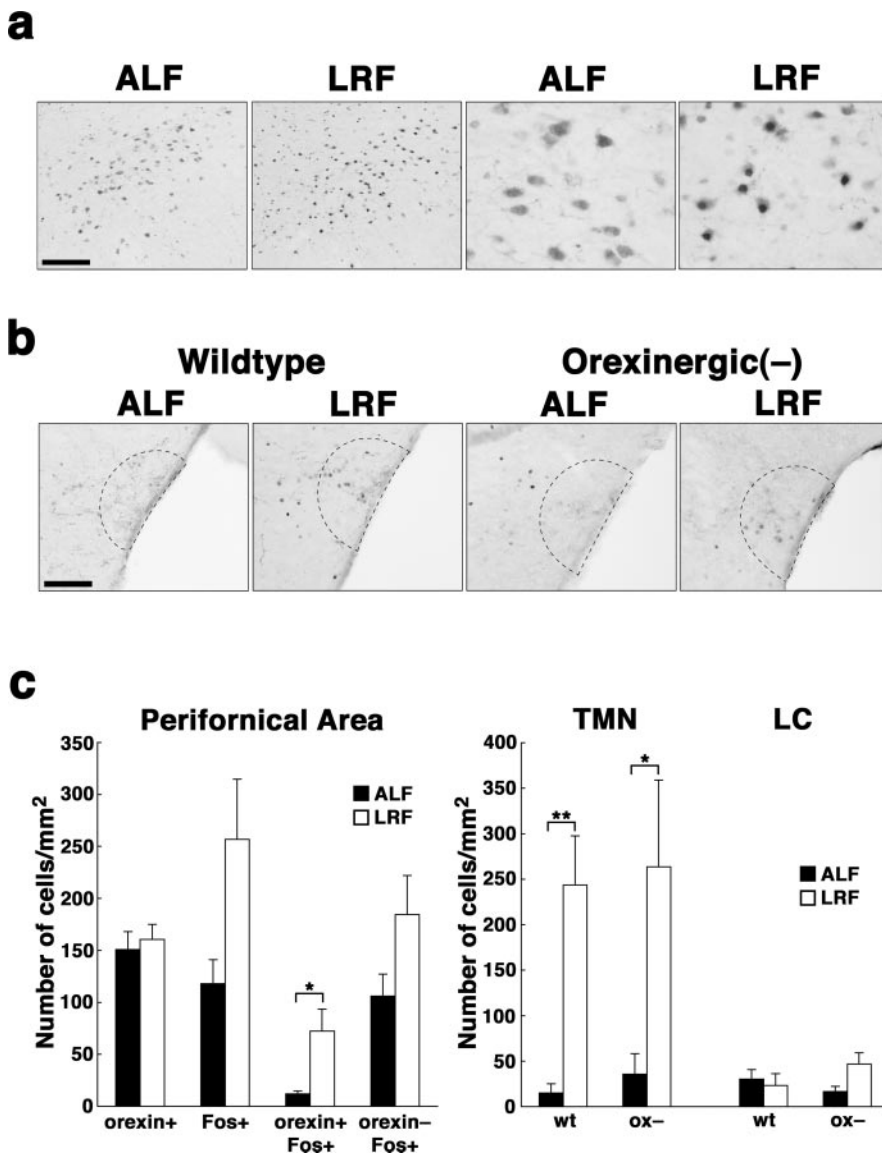 a
ALF LRF ALF LRF
b
Wildtype Orexinergic(–)
ALF LRF ALF LRF
c
Perifornical Area
Number of cells/mm2
350
300
250
200
150
100
50
0
ALF
LRF
*
orexin+ Fos+ orexin+ orexin–
Fos+ Fos+
TMN LC
Number of cells/mm2
400
350
300
250
200
150
100
50
0
**
*
ALF
LRF
wt ox– wt ox–